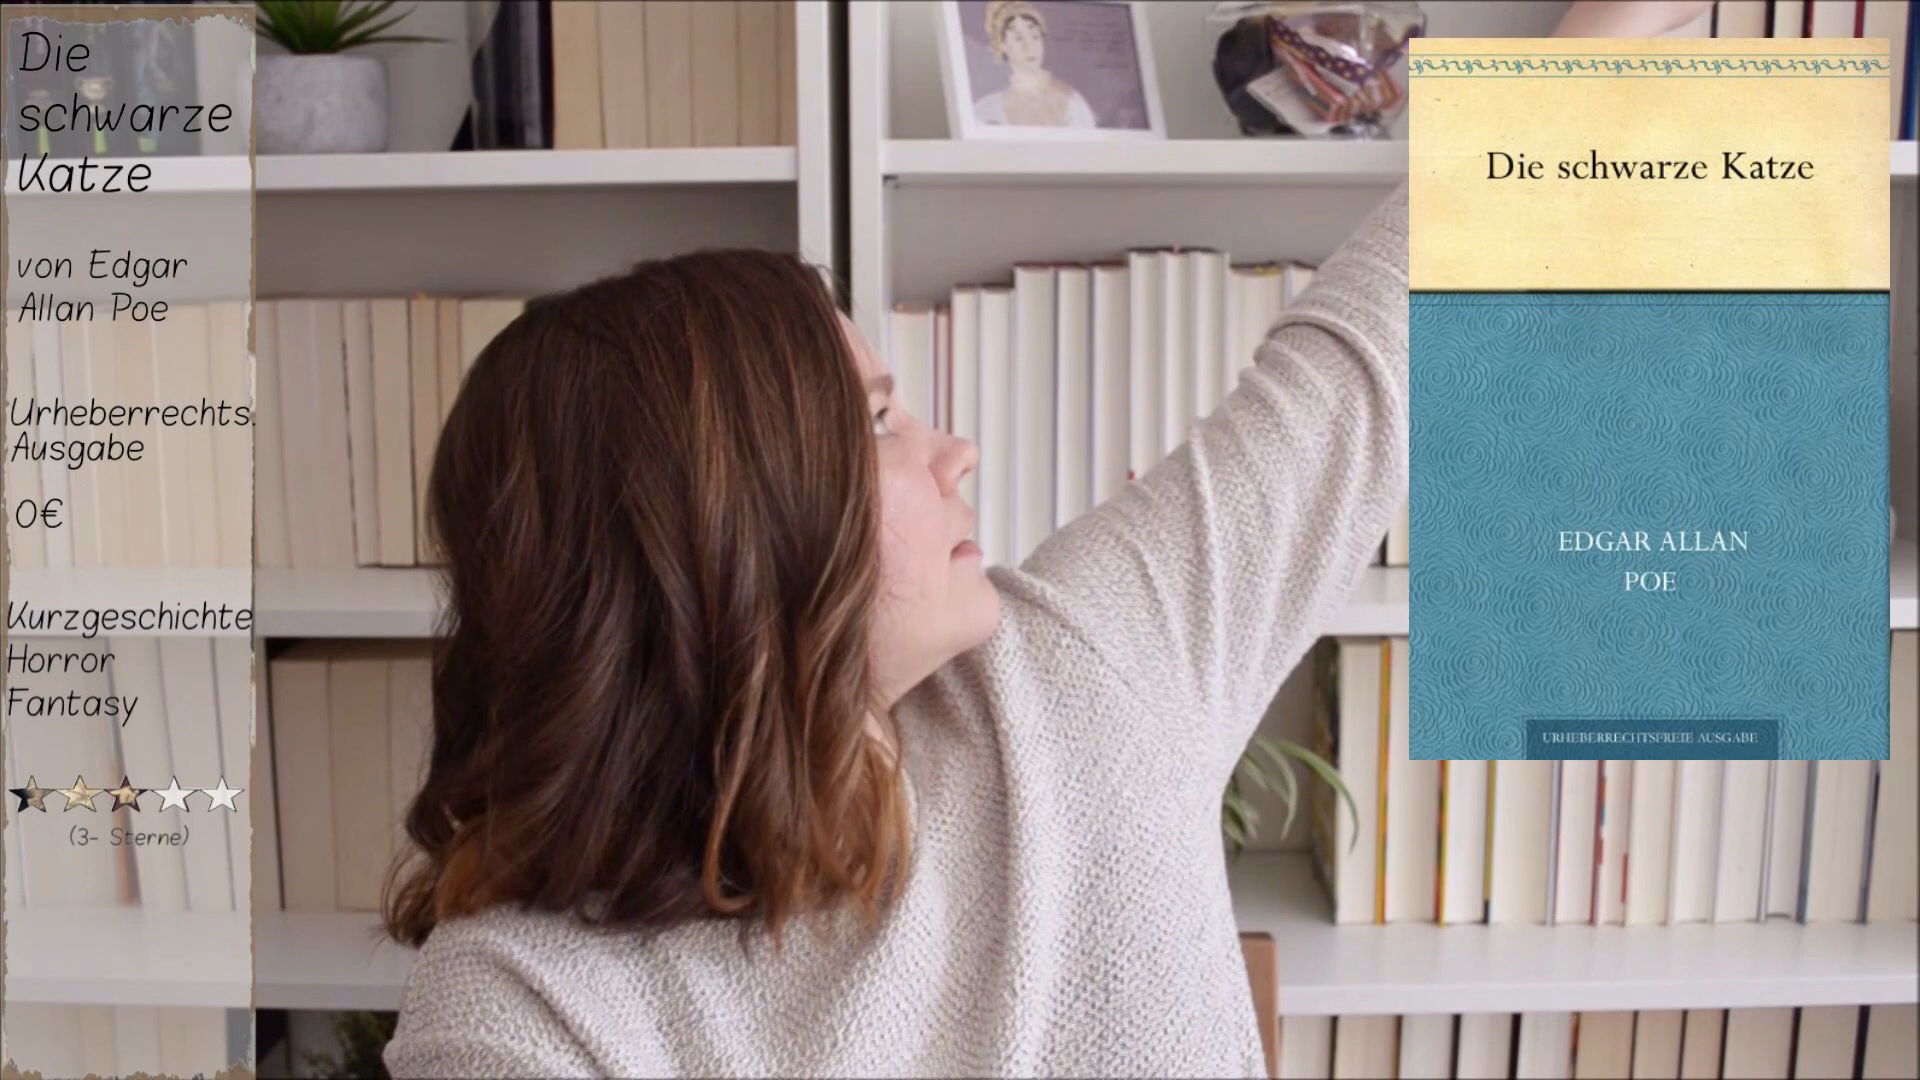 Die
schwarze
Katze
von Edgar
Allan Poe
Urheberrechts.
Ausgabe
0€
Kurzgeschichte
Horror
Fantasy
(3- Sterne)
Die schwarze Katze
EDGAR ALLAN
POE
URHEBERRECHTSFREIE AUSGABE